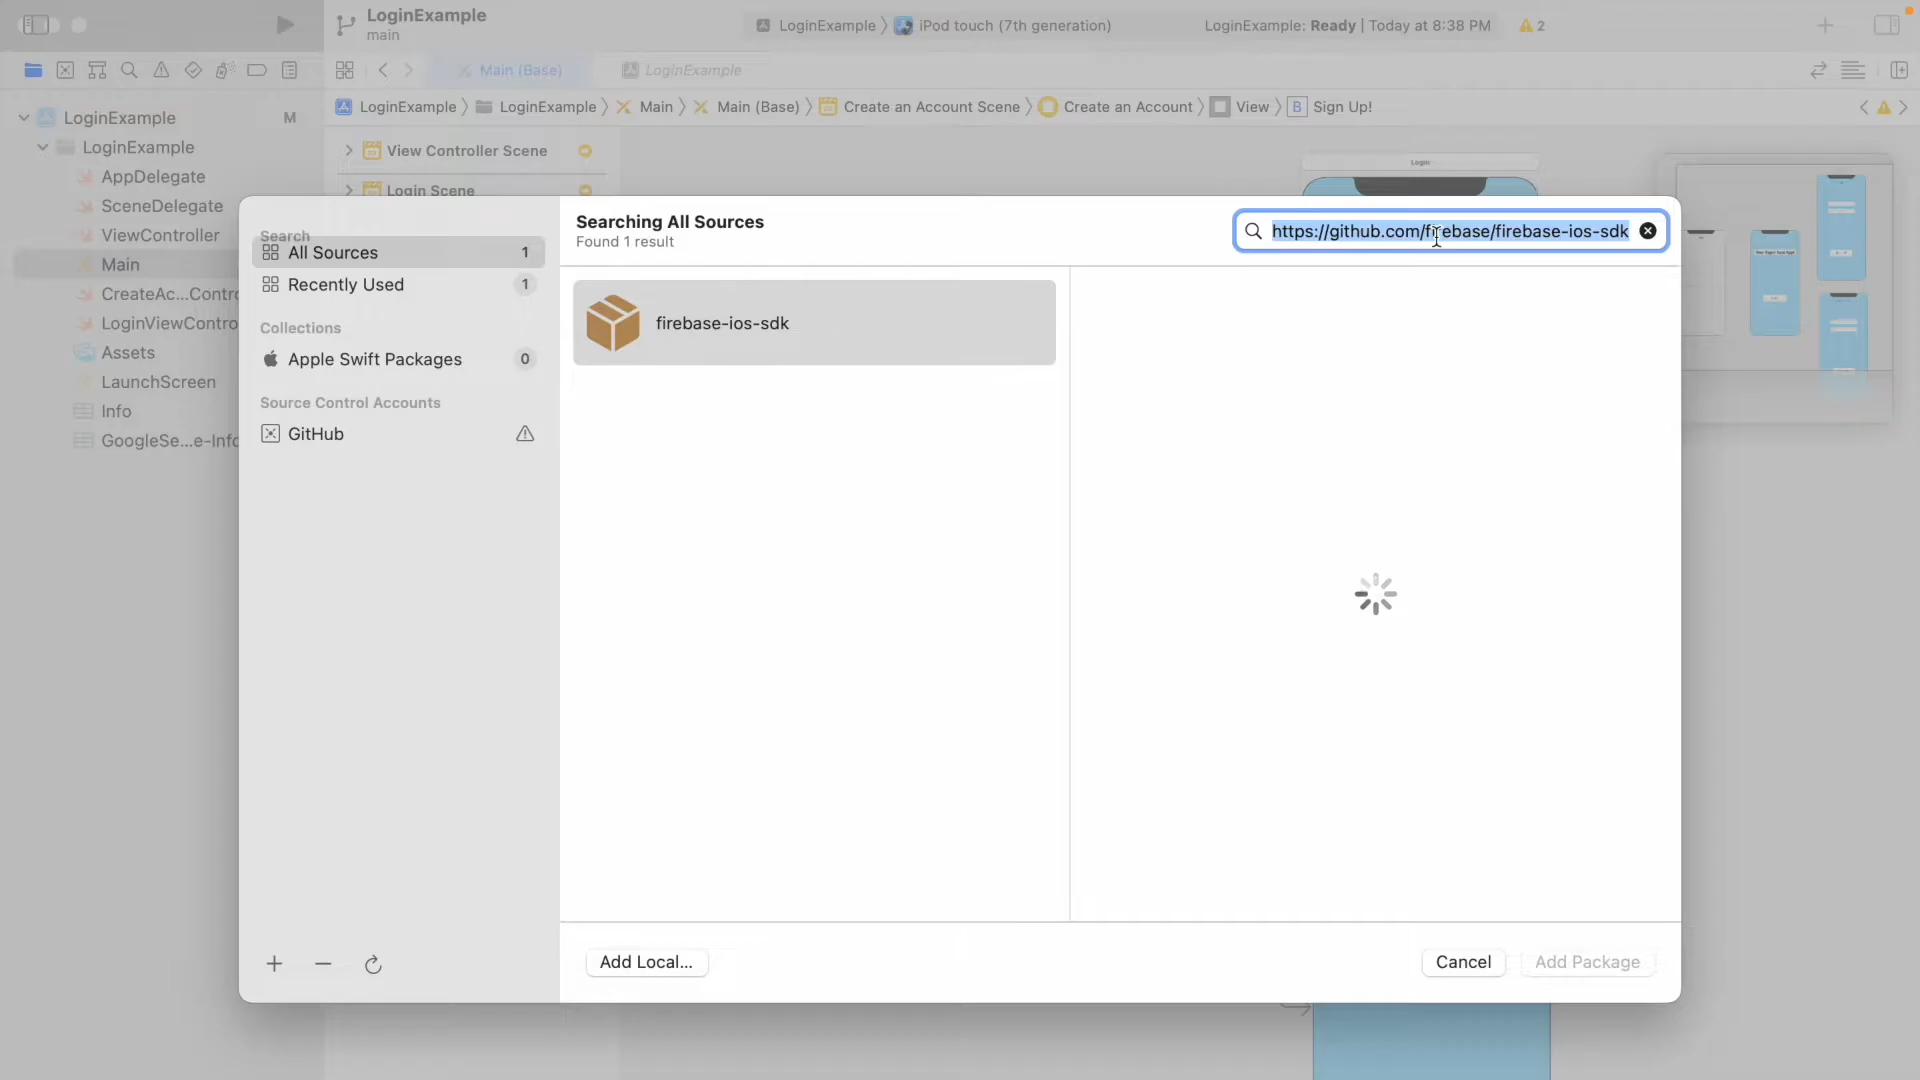 LoginExample
main
LoginExample
iPod touch (7th generation)
LoginExample: Ready | Today at 8:38 PM
2
Main (Base)
LoginExample
LoginExample
LoginExample
Main
Main (Base)
Create an Account Scene
Create an Account
View
B
Sign Up!
LoginExample
M
LoginExample
AppDelegate
SceneDelegate
ViewController
Main
CreateAc...Contro
LoginViewContro
Assets
LaunchScreen
Info
GoogleSe...e-Info
View Controller Scene
Login Scene
Login
Search
All Sources
1
Recently Used
1
Collections
Apple Swift Packages
0
Source Control Accounts
GitHub
Searching All Sources
Found 1 result
https://github.com/firebase/firebase-ios-sdk
firebase-ios-sdk
Add Local...
Cancel
Add Package